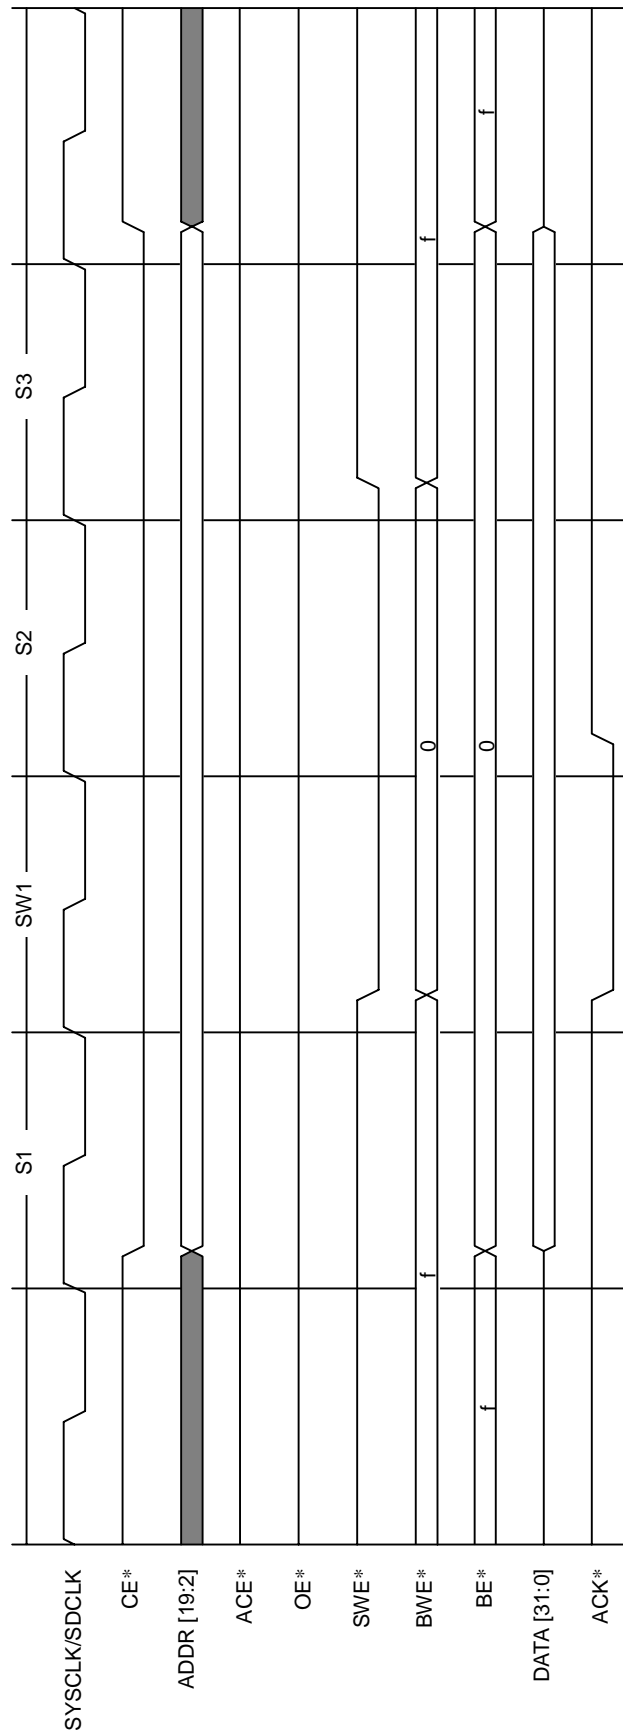 S1 SW1 S2 S3
SYSCLK/SDCLK
CE*
ADDR [19:2]
ACE*
OE*
SWE*
BWE* f 0 f
BE* f 0 f
DATA [31:0]
ACK*